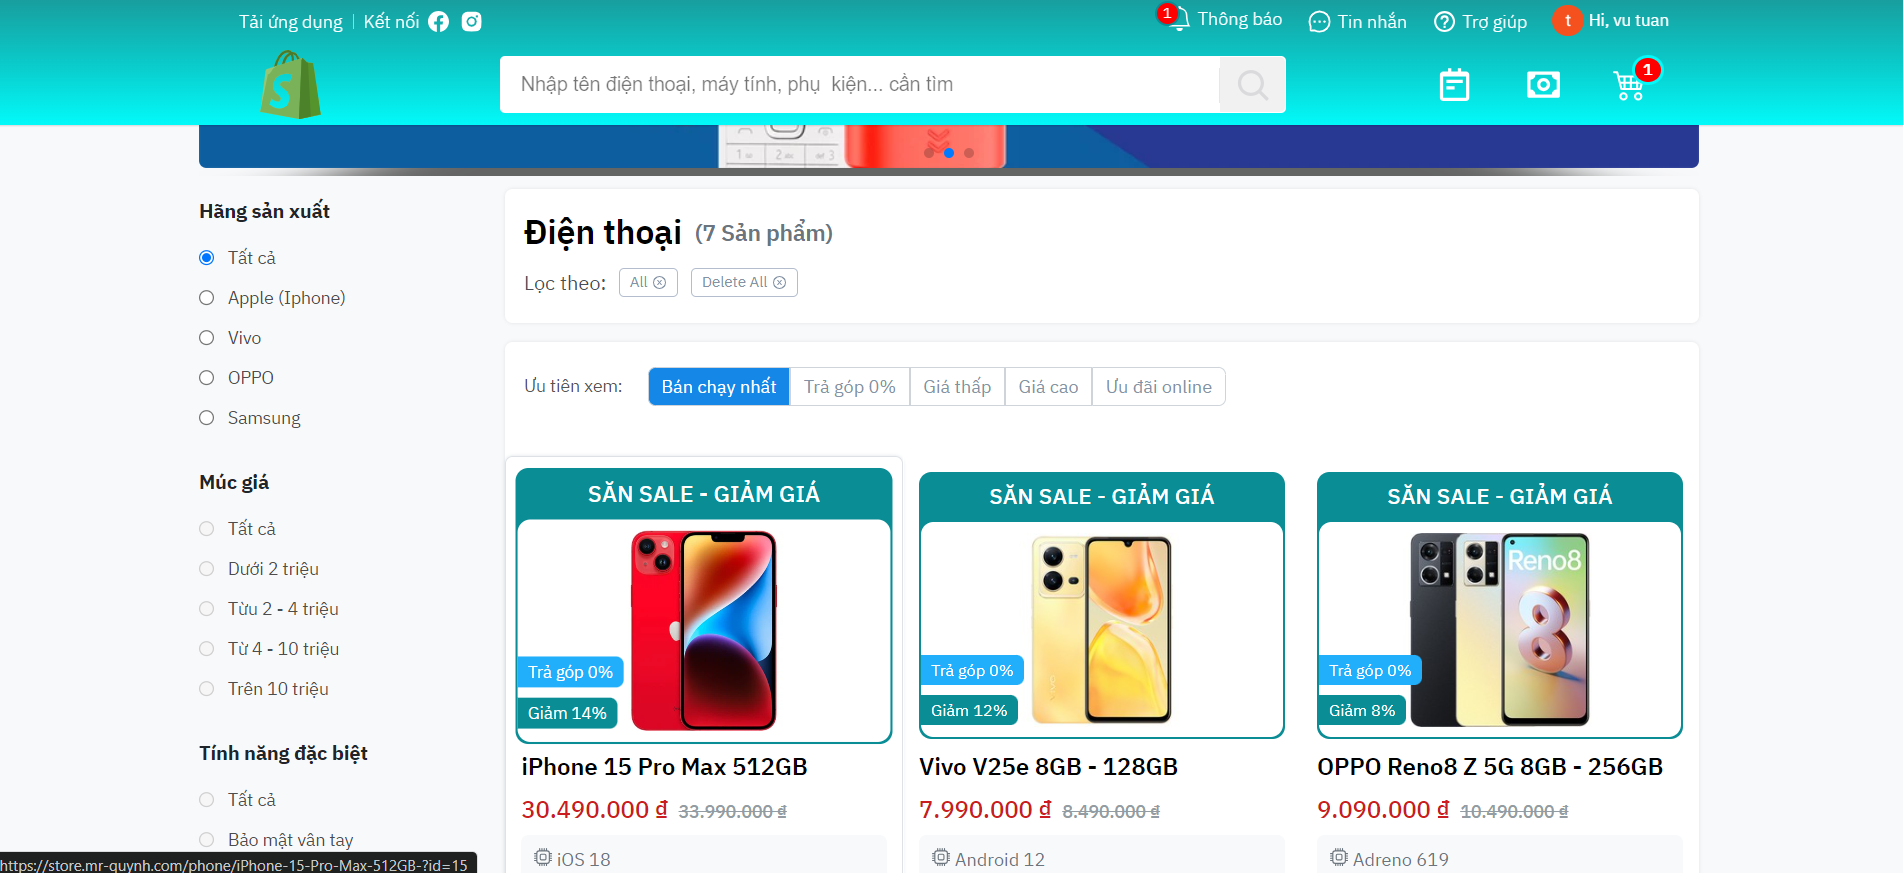 Tải ứng dụng
Kết nối
1
Thông báo
Tin nhắn
Trợ giúp
t
Hi, vu tuan
S
Nhập tên điện thoại, máy tính, phụ kiện... cần tìm
1
1
2
3
Hãng sản xuất
Tất cả
Apple (Iphone)
Vivo
OPPO
Samsung
Múc giá
Tất cả
Dưới 2 triệu
Từu 2 - 4 triệu
Từ 4 - 10 triệu
Trên 10 triệu
Tính năng đặc biệt
Tất cả
Bảo mật vân tay
Điện thoại (7 Sản phẩm)
Lọc theo:
All
Delete All
Ưu tiên xem:
Bán chạy nhất
Trả góp 0%
Giá thấp
Giá cao
Ưu đãi online
SĂN SALE - GIẢM GIÁ
Trả góp 0%
Giảm 14%
iPhone 15 Pro Max 512GB
30.490.000 ₫ 33.990.000 ₫
iOS 18
SĂN SALE - GIẢM GIÁ
vivo
Trả góp 0%
Giảm 12%
Vivo V25e 8GB - 128GB
7.990.000 ₫ 8.490.000 ₫
Android 12
SĂN SALE - GIẢM GIÁ
Reno8
8
Trả góp 0%
Giảm 8%
OPPO Reno8 Z 5G 8GB - 256GB
9.090.000 ₫ 10.490.000 ₫
Adreno 619
https://store.mr-quynh.com/phone/iPhone-15-Pro-Max-512GB-?id=15